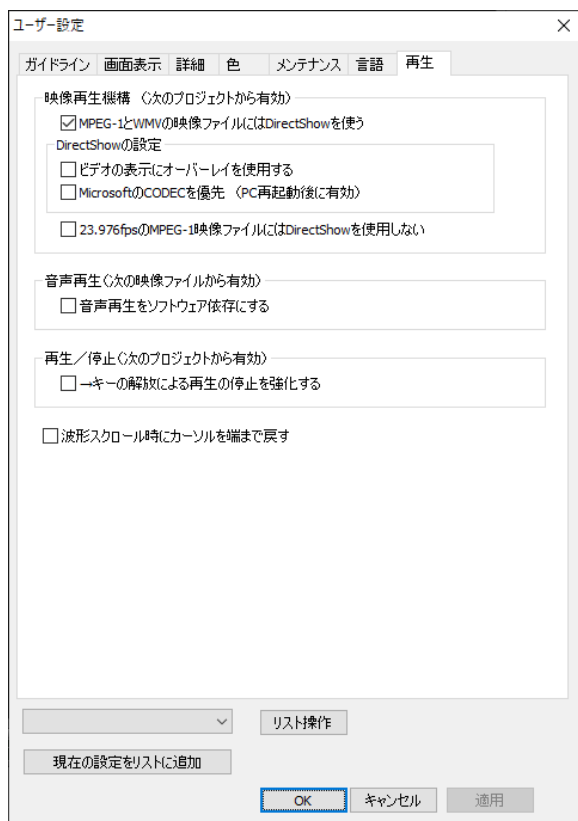 ユーザー設定
ガイドライン 画面表示 詳細 色 メンテナンス 言語 再生
映像再生機構 (次のプロジェクトから有効)
MPEG-1とWMVの映像ファイルにはDirectShowを使う
DirectShowの設定
ビデオの表示にオーバーレイを使用する
MicrosoftのCODECを優先 (PC再起動後に有効)
23.976fpsのMPEG-1映像ファイルにはDirectShowを使用しない
音声再生(次の映像ファイルから有効)
音声再生をソフトウェア依存にする
再生/停止(次のプロジェクトから有効)
→キーの解放による再生の停止を強化する
波形スクロール時にカーソルを端まで戻す
リスト操作
現在の設定をリストに追加
OK キャンセル 適用